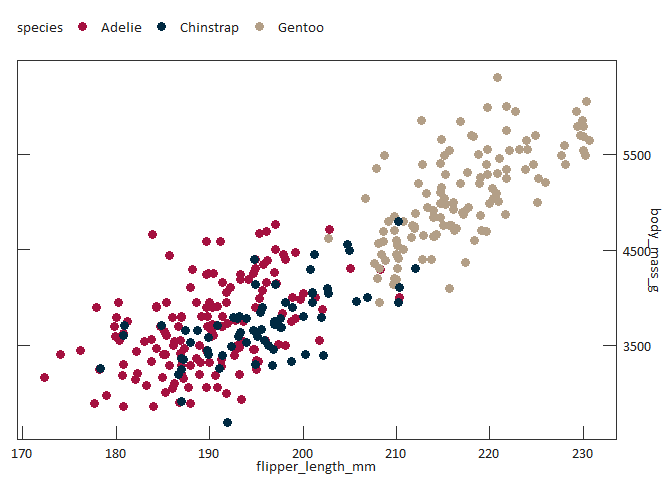 species Adelie Chinstrap Gentoo
5500
4500
3500
body_mass_g
170 180 190 200 210 220 230
flipper_length_mm